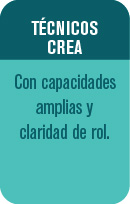 TÉCNICOS
CREA
Con capacidades
amplias y
claridad de rol.